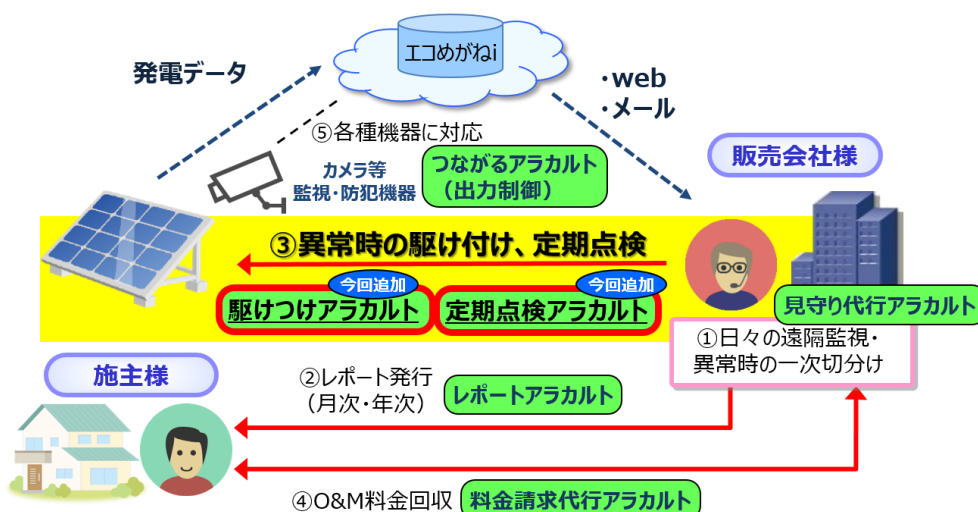 エコめがねi
発電データ
・web
・メール
⑤各種機器に対応
カメラ等
監視・防犯機器
つながるアラカルト
（出力制御）
販売会社様
③異常時の駆け付け、定期点検
今回追加
駆けつけアラカルト
今回追加
定期点検アラカルト
見守り代行アラカルト
①日々の遠隔監視・
異常時の一次切分け
施主様
②レポート発行
（月次・年次）
レポートアラカルト
④O&M料金回収
料金請求代行アラカルト